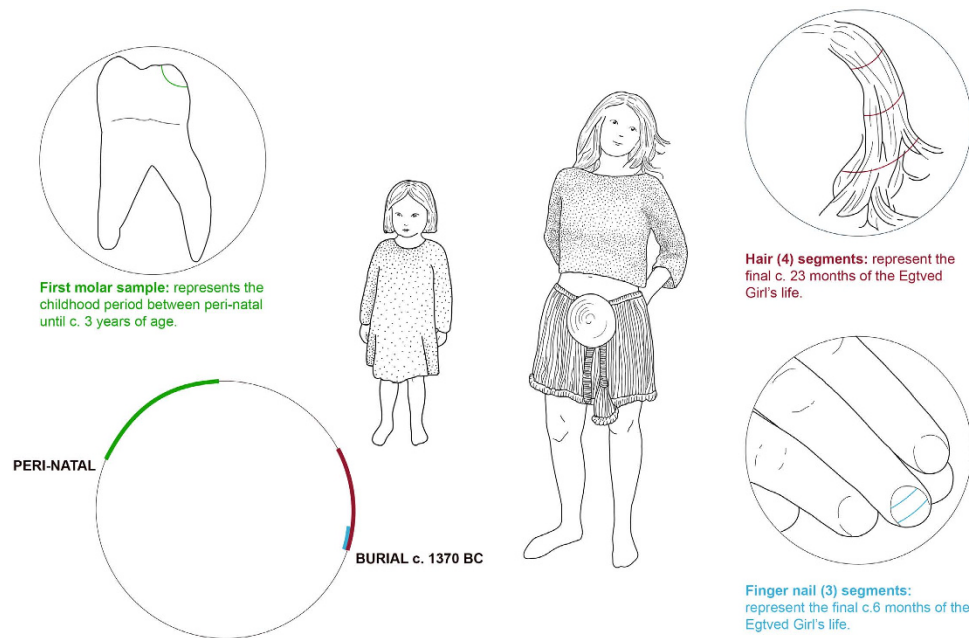 First molar sample: represents the
childhood period between peri-natal
until c. 3 years of age.
Hair (4) segments: represent the
final c. 23 months of the Egtved
Girl's life.
PERI-NATAL
BURIAL c. 1370 BC
Finger nail (3) segments:
represent the final c.6 months of the
Egtved Girl's life.